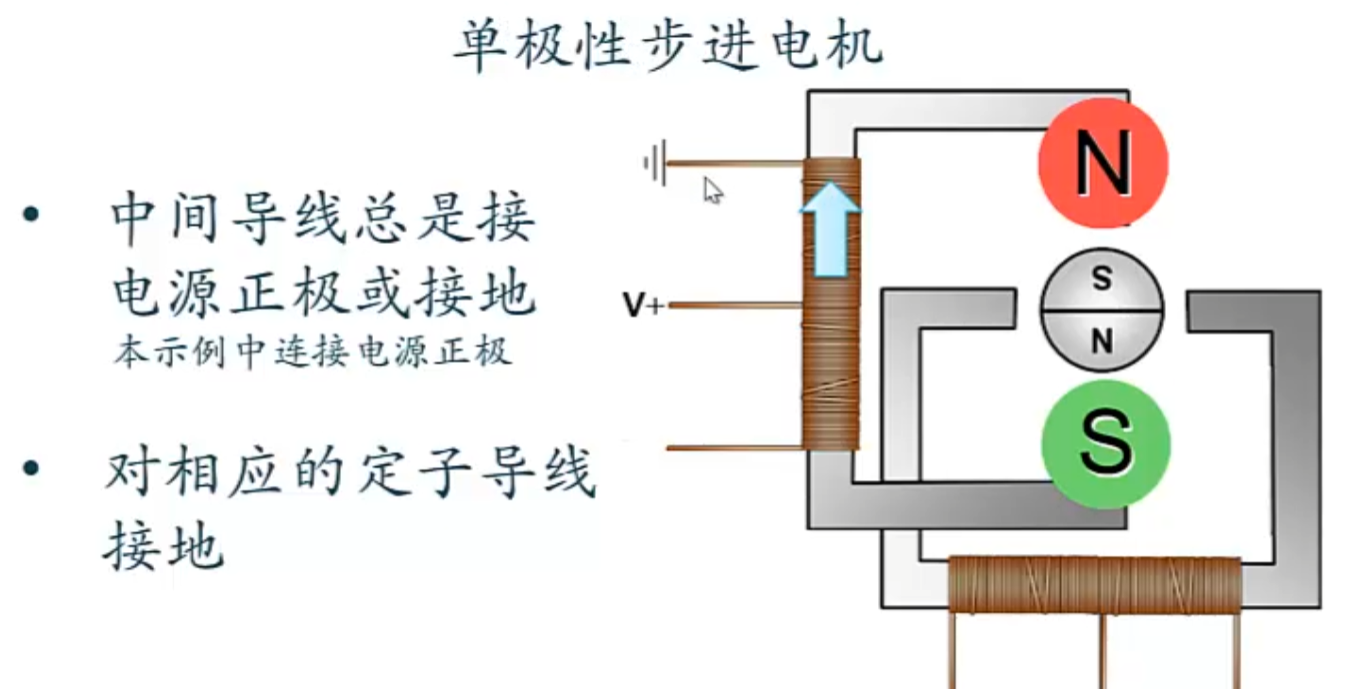 单极性步进电机
• 中间导线总是接
电源正极或接地
本示例中连接电源正极
• 对相应的定子导线
接地
N
V+
S
N
S